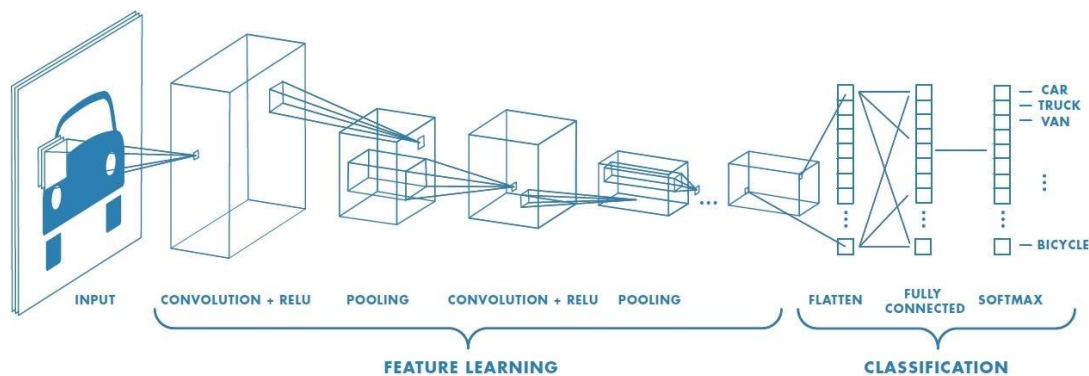 CAR
TRUCK
VAN
BICYCLE
INPUT
CONVOLUTION + RELU
POOLING
CONVOLUTION + RELU
POOLING
FLATTEN
FULLY
CONNECTED
SOFTMAX
FEATURE LEARNING
CLASSIFICATION